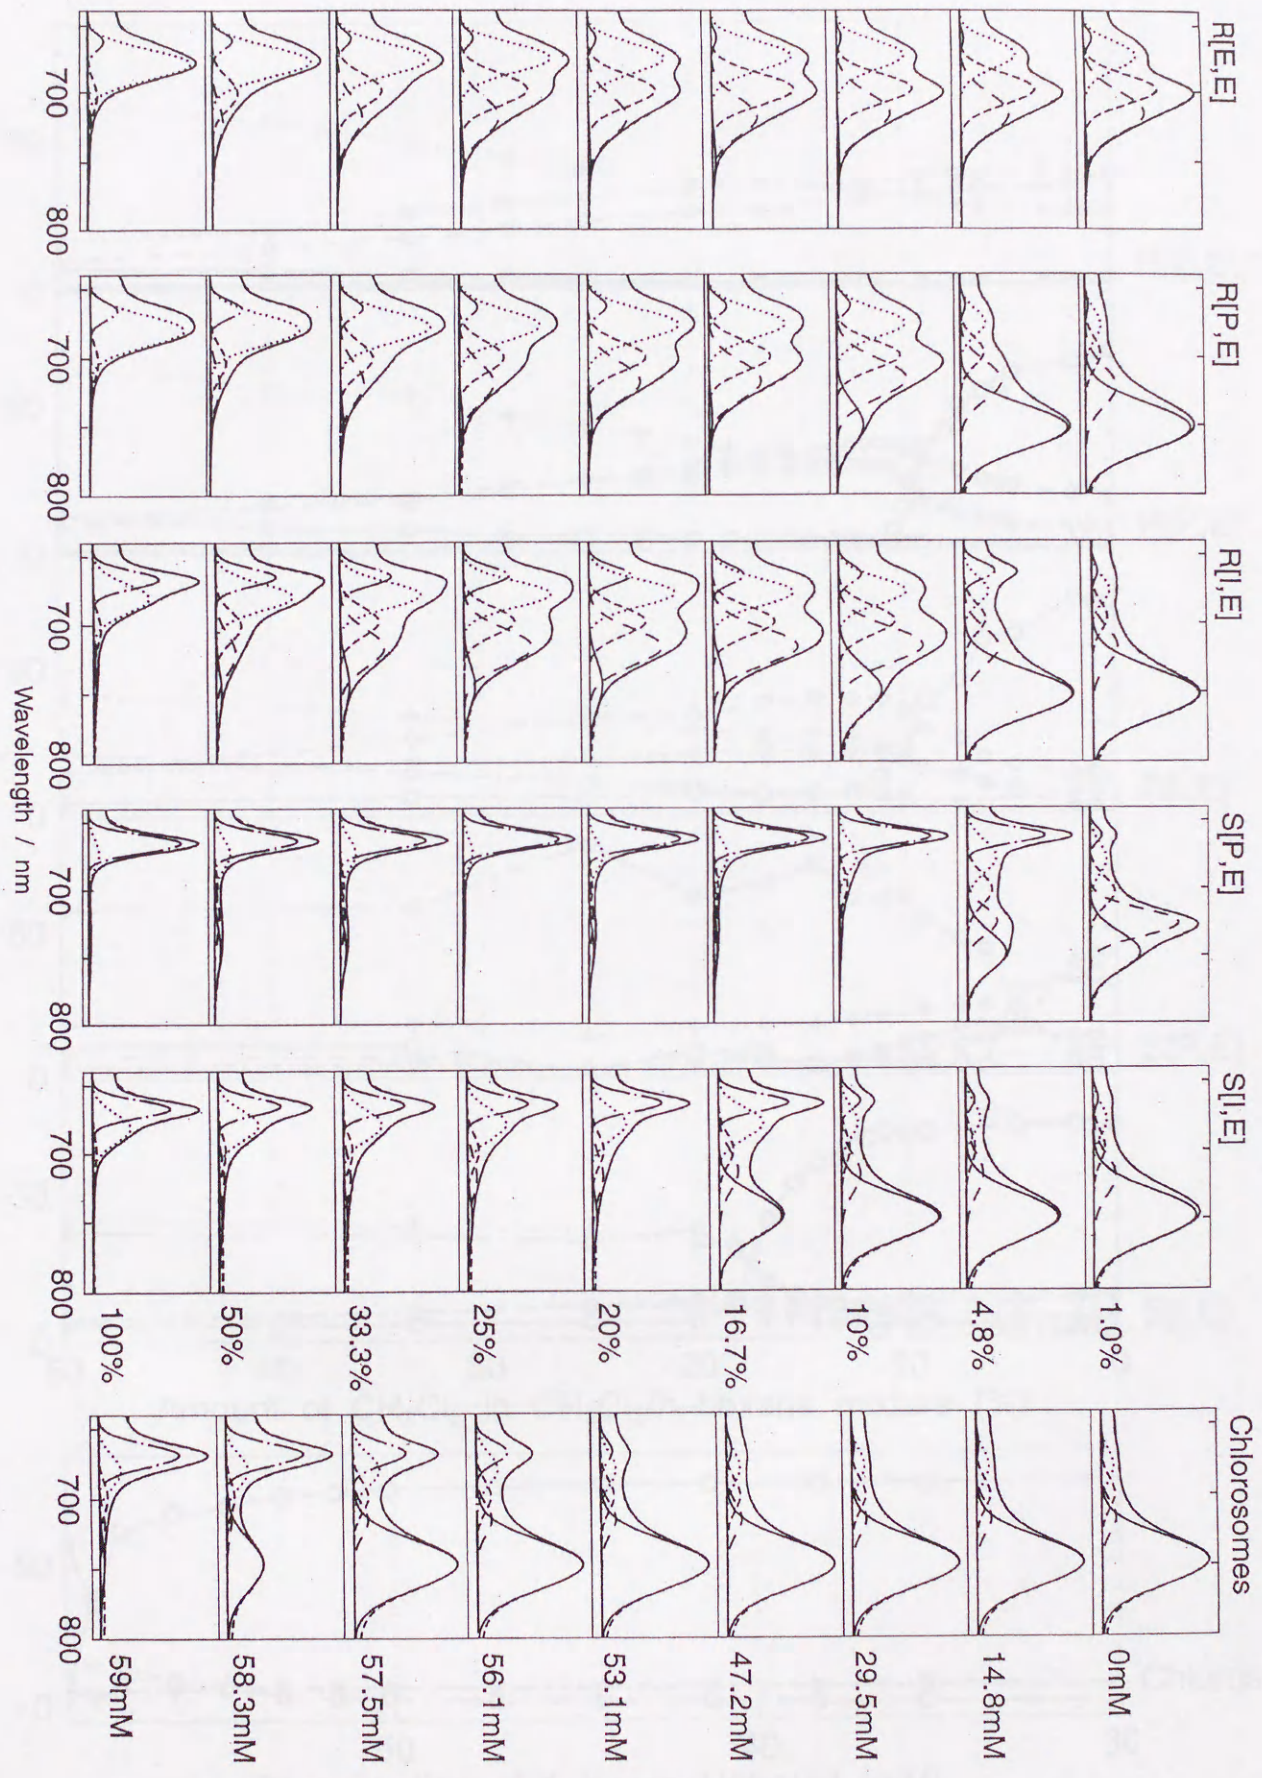 R[E,E]
R[P,E]
R[I,E]
S[P,E]
S[I,E]
Chlorosomes
1.0%
4.8%
10%
16.7%
20%
25%
33.3%
50%
100%
0mM
14.8mM
29.5mM
47.2mM
53.1mM
56.1mM
57.5mM
58.3mM
59mM
700
800
700
800
700
800
700
800
700
800
700
800
Wavelength / nm